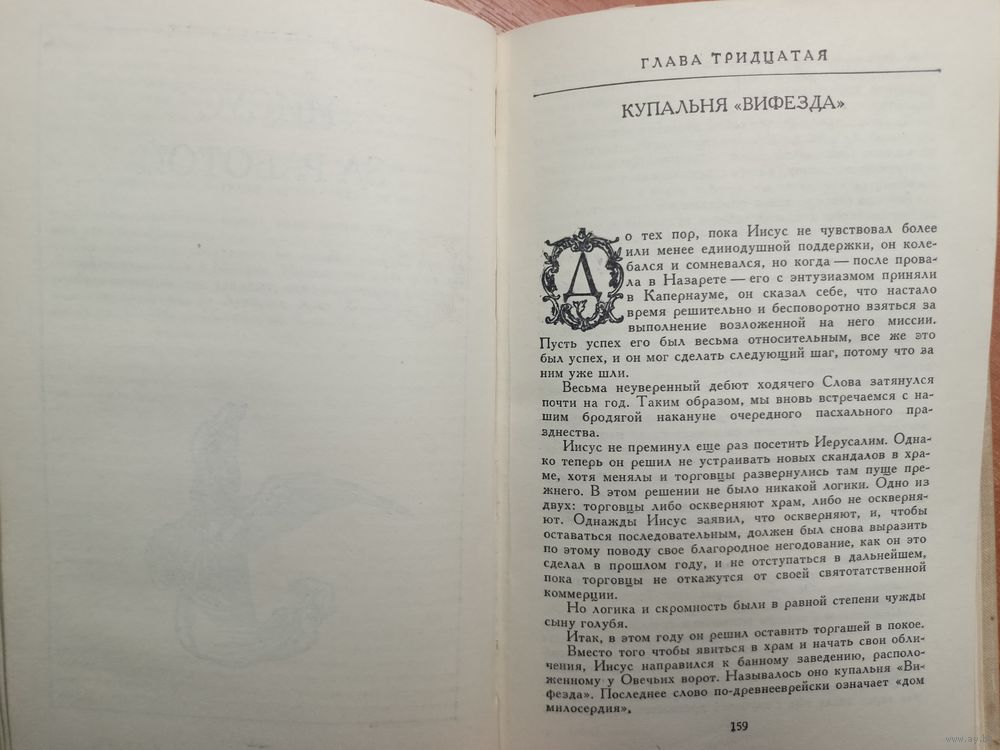 ГЛАВА ТРИДЦАТАЯ
КУПАЛЬНЯ «ВИФЕЗДА»
До тех пор, пока Иисус не чувствовал более
или менее единодушной поддержки, он коле-
бался и сомневался, но когда — после прова-
ла в Назарете — его с энтузиазмом приняли
в Капернауме, он сказал себе, что настало
время решительно и бесповоротно взяться за
выполнение возложенной на него миссии.
Пусть успех его был весьма относительным, все же это
был успех, и он мог сделать следующий шаг, потому что за
ним уже шли.
Весьма неуверенный дебют ходячего Слова затянулся
почти на год. Таким образом, мы вновь встречаемся с на-
шим бродягой накануне очередного пасхального пра-
зднества.
Иисус не преминул еще раз посетить Иерусалим. Одна-
ко теперь он решил не устраивать новых скандалов в хра-
ме, хотя менялы и торговцы развернулись там пуще пре-
жнего. В этом решении не было никакой логики. Одно из
двух: торговцы либо оскверняют храм, либо не оскверня-
ют. Однажды Иисус заявил, что оскверняют, и, чтобы
оставаться последовательным, должен был снова выразить
по этому поводу свое благородное негодование, как он это
сделал в прошлом году, и не отступаться в дальнейшем,
пока торговцы не откажутся от своей святотатственной
коммерции.
Но логика и скромность были в равной степени чужды
сыну голубя.
Итак, в этом году он решил оставить торгашей в покое.
Вместо того чтобы явиться в храм и начать свои обли-
чения, Иисус направился к банному заведению, располо-
женному у Овечьих ворот. Называлось оно купальня «Ви-
фезда». Последнее слово по-древнееврейски означает «дом
милосердия».
159